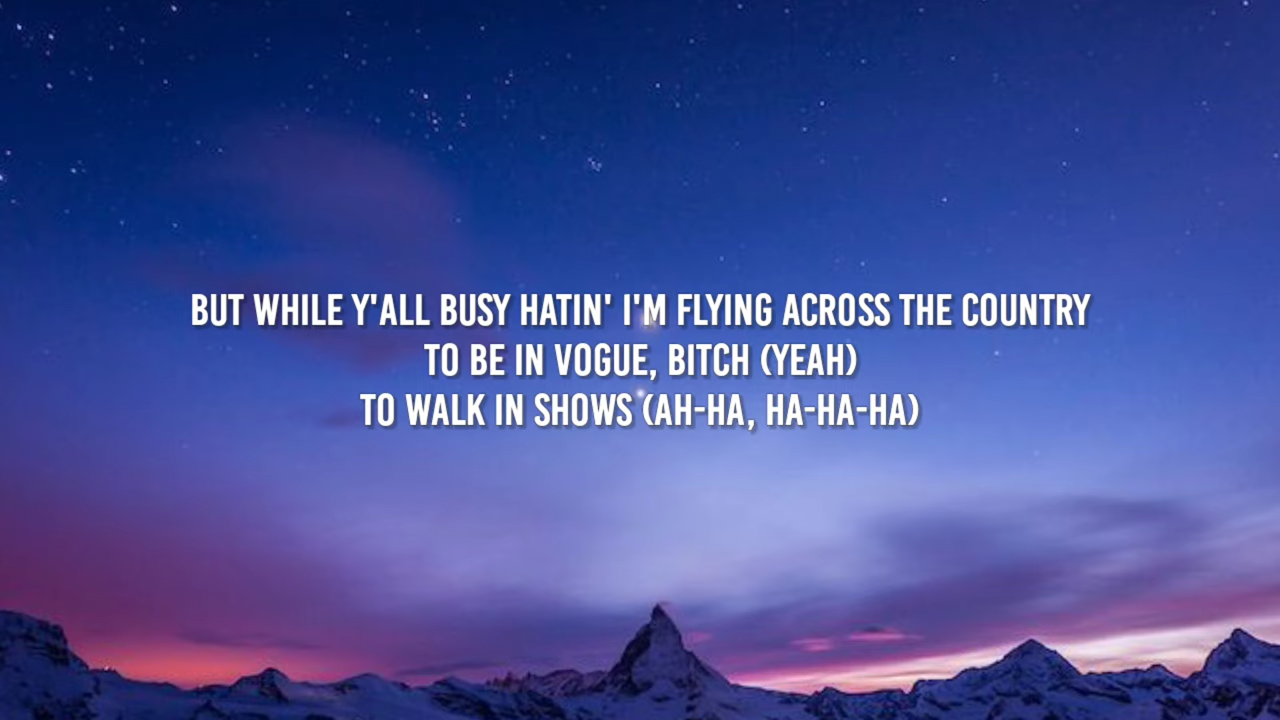 BUT WHILE Y'ALL BUSY HATIN' I'M FLYING ACROSS THE COUNTRY
TO BE IN VOGUE, BITCH (YEAH)
TO WALK IN SHOWS (AH-HA, HA-HA-HA)